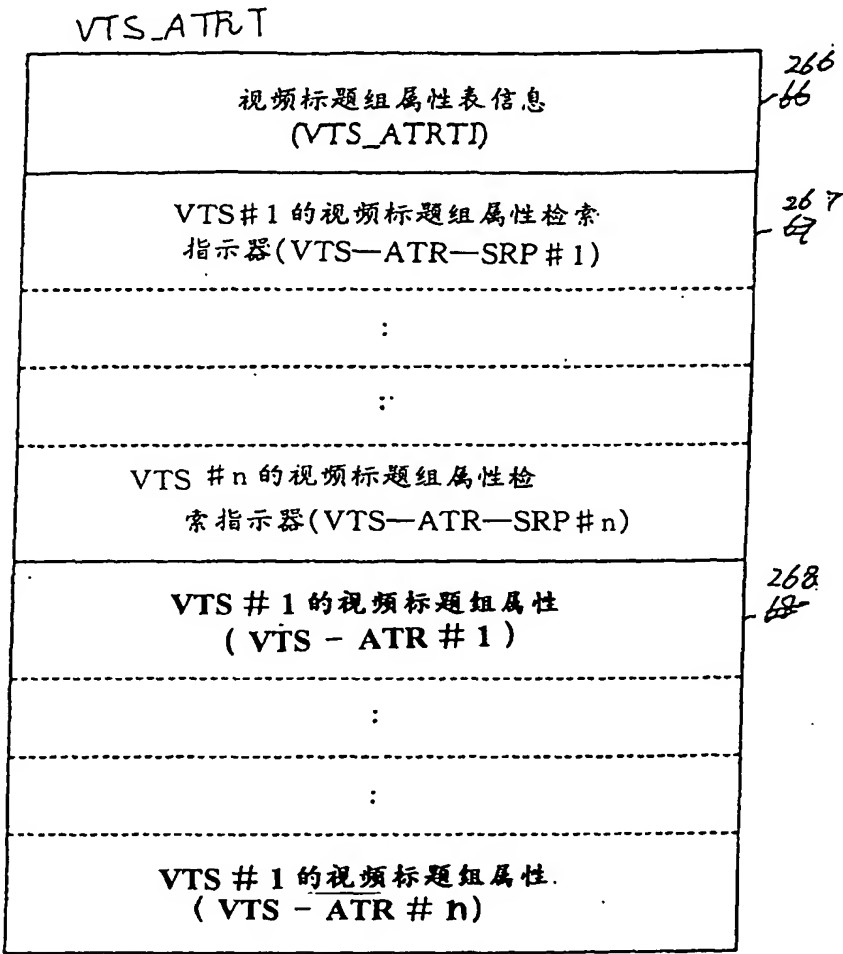 VTS_ATRT
视频标题组属性表信息
(VTS_ATRTI)
266
66
VTS#1的视频标题组属性检索
指示器(VTS—ATR—SRP#1)
267
67
:
:
VTS #n的视频标题组属性检
索指示器(VTS—ATR—SRP#n)
VTS # 1 的视频标题组属性
( VTS - ATR # 1 )
268
68
:
:
VTS # 1 的视频标题组属性.
( VTS - ATR # n)